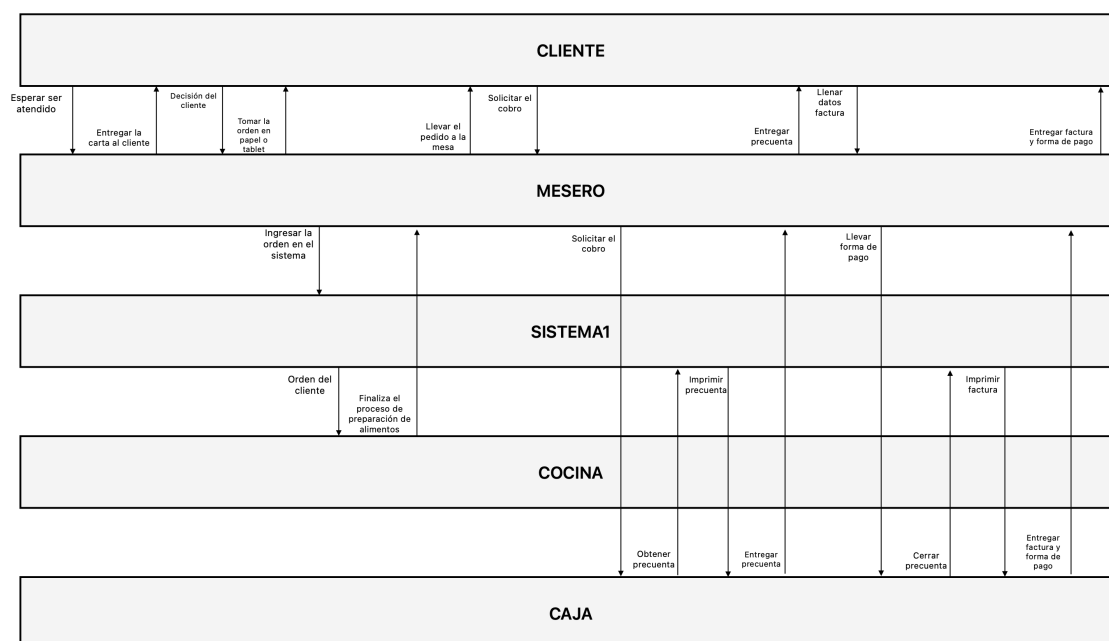 CLIENTE
Esperar ser
atendido
Entregar la
carta al cliente
Decisión del
cliente
Tomar la
orden en
papel o
tablet
Llevar el
pedido a la
mesa
Solicitar el
cobro
Entregar
precuenta
Llenar
datos
factura
Entregar factura
y forma de pago
MESERO
Ingresar la
orden en el
sistema
Solicitar el
cobro
Llevar
forma de
pago
SISTEMA1
Orden del
cliente
Finaliza el
proceso de
preparación de
alimentos
Imprimir
precuenta
Imprimir
factura
COCINA
Obtener
precuenta
Entregar
precuenta
Cerrar
precuenta
Entregar
factura y
forma de
pago
CAJA